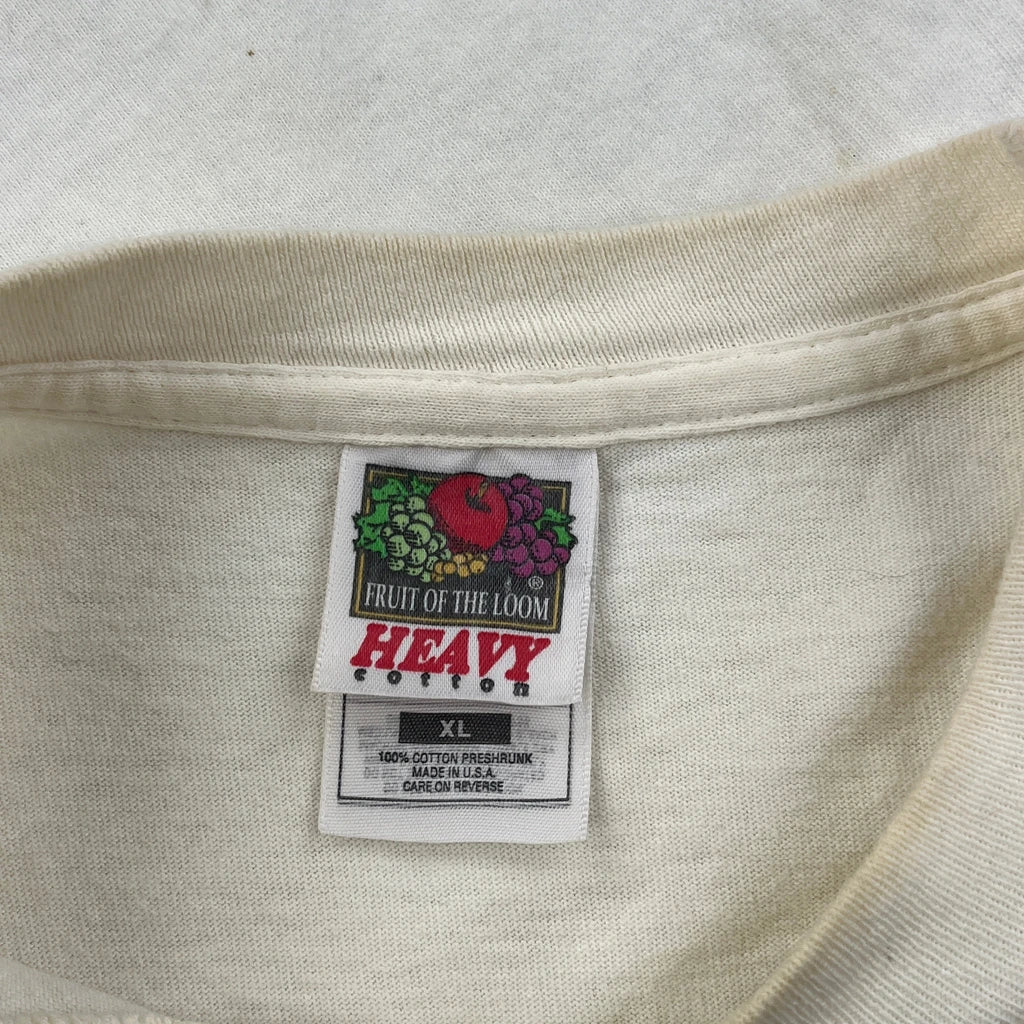 ®
FRUIT OF THE LOOM
HEAVY
cotton
XL
100% COTTON PRESHRUNK
MADE IN U.S.A.
CARE ON REVERSE